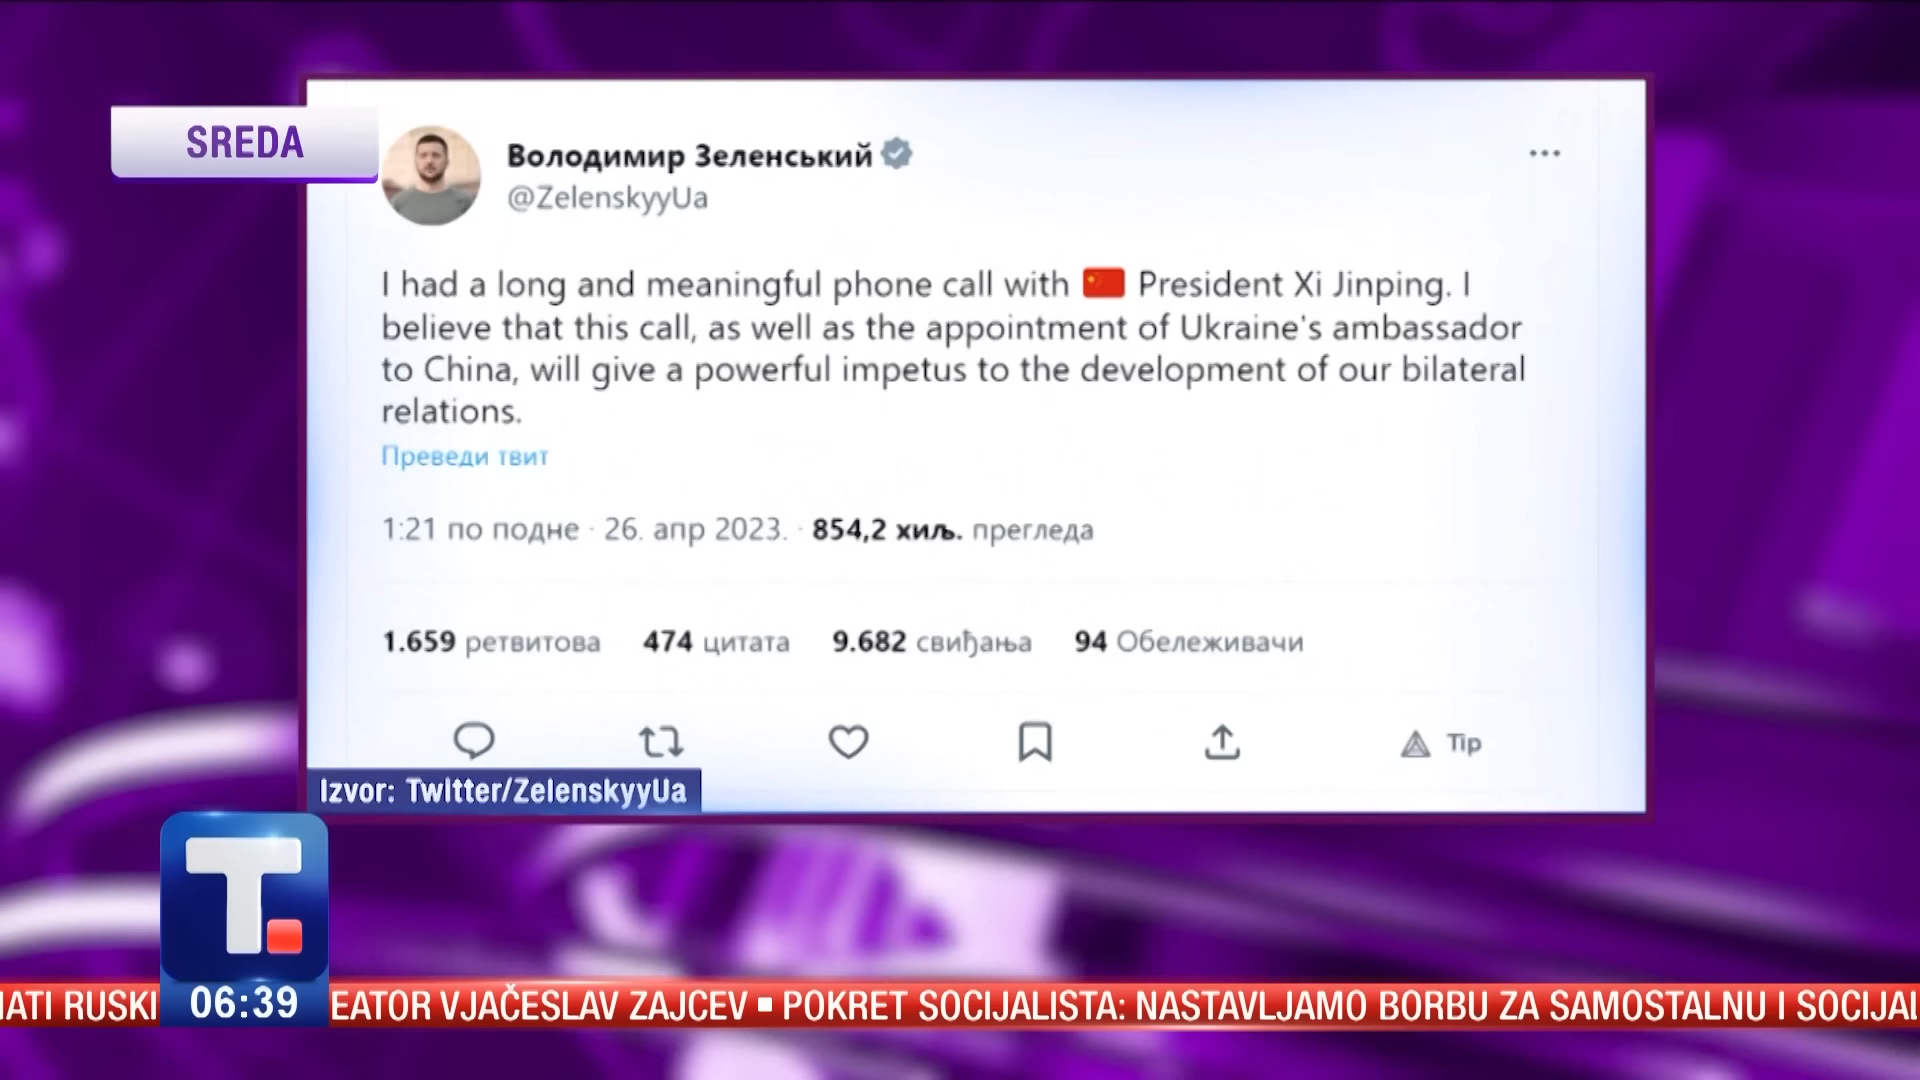 SREDA
Володимир Зеленський
@ZelenskyyUa
I had a long and meaningful phone call with 🇨🇳 President Xi Jinping. I
believe that this call, as well as the appointment of Ukraine's ambassador
to China, will give a powerful impetus to the development of our bilateral
relations.
Преведи твит
1:21 по подне · 26. апр 2023. · 854,2 хиљ. прегледа
1.659 ретвитова 474 цитата 9.682 свиђања 94 Обележивачи
Tip
Izvor: Twitter/ZelenskyyUa
T.
NATI RUSKI 06:39 EATOR VJAČESLAV ZAJCEV ▪ POKRET SOCIJALISTA: NASTAVLJAMO BORBU ZA SAMOSTALNU I SOCIJAL